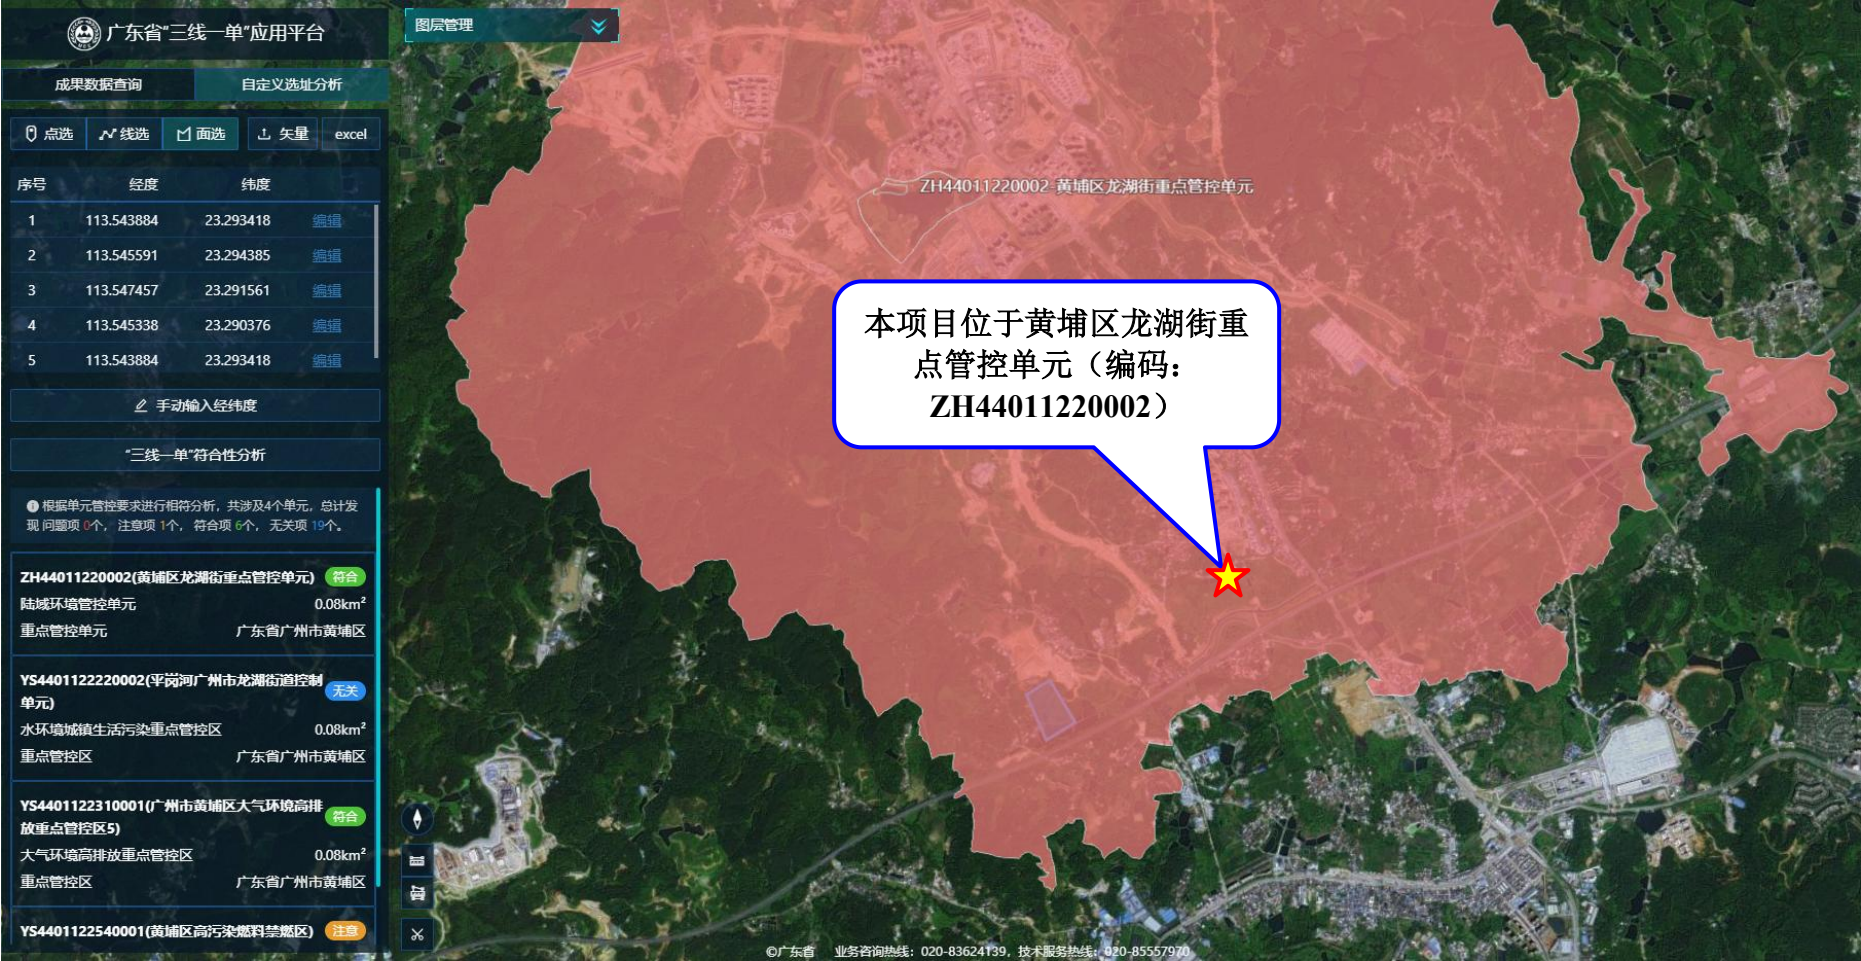 广东省“三线一单”应用平台
图层管理
成果数据查询
自定义选址分析
点选
线选
面选
矢量
excel
序号 经度 纬度
1 113.543884 23.293418 编辑
2 113.545591 23.294385 编辑
3 113.547457 23.291561 编辑
4 113.545338 23.290376 编辑
5 113.543884 23.293418 编辑
手动输入经纬度
“三线一单”符合性分析
根据单元管控要求进行相符分析，共涉及4个单元，总计发
现 问题项 0个，注意项 1个，符合项 6个，无关项 19个。
ZH44011220002(黄埔区龙湖街重点管控单元) 符合
陆域环境管控单元 0.08km²
重点管控单元 广东省广州市黄埔区
YS4401122220002(平岗河广州市龙湖街道控制
单元) 无关
水环境城镇生活污染重点管控区 0.08km²
重点管控区 广东省广州市黄埔区
YS4401122310001(广州市黄埔区大气环境高排
放重点管控区5) 符合
大气环境高排放重点管控区 0.08km²
重点管控区 广东省广州市黄埔区
YS4401122540001(黄埔区高污染燃料禁燃区) 注意
ZH44011220002-黄埔区龙湖街重点管控单元
本项目位于黄埔区龙湖街重
点管控单元（编码：
ZH44011220002）
©广东省 业务咨询热线：020-83624139，技术服务热线：020-85557970